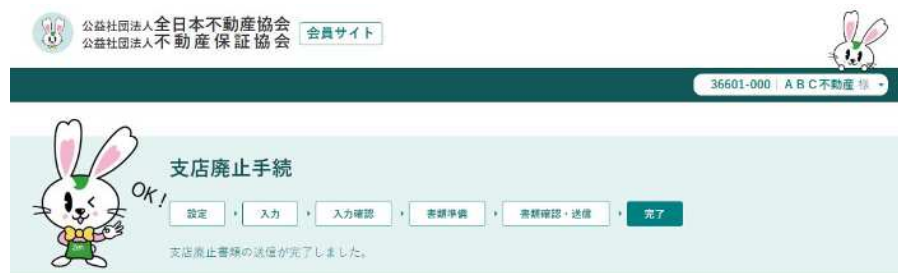 公益社団法人全日本不動産協会
公益社団法人不動産保証協会
会員サイト
36601-000 ABC不動産 様
支店廃止手続
OK!
設定 入力 入力確認 書類準備 書類確認・送信 完了
支店廃止書類の送信が完了しました。